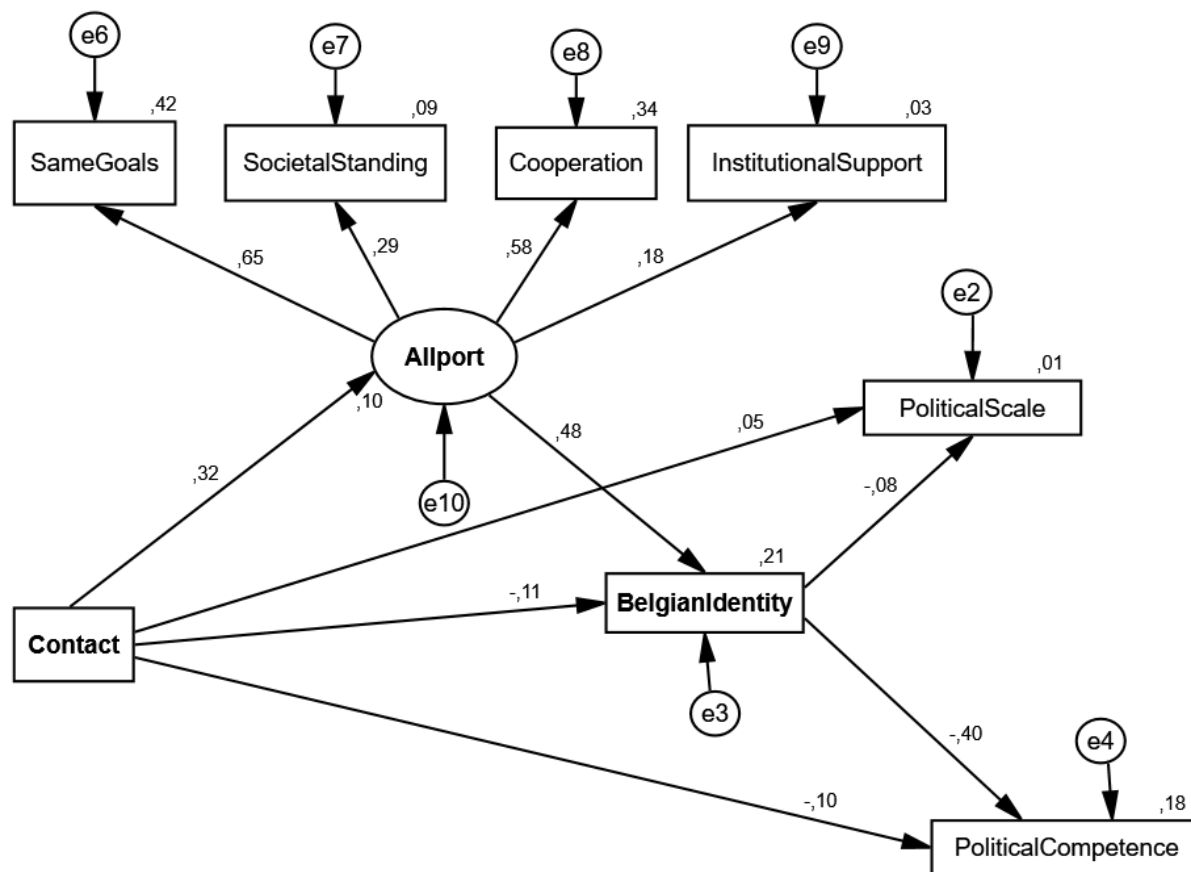 e6
e7
e8
e9
,42
,09
,34
,03
SameGoals
SocietalStanding
Cooperation
InstitutionalSupport
,65
,29
,58
,18
e2
Allport
,01
,10
PoliticalScale
,05
,48
,32
e10
-,08
,21
-,11
BelgianIdentity
Contact
e3
-,40
e4
-,10
,18
PoliticalCompetence